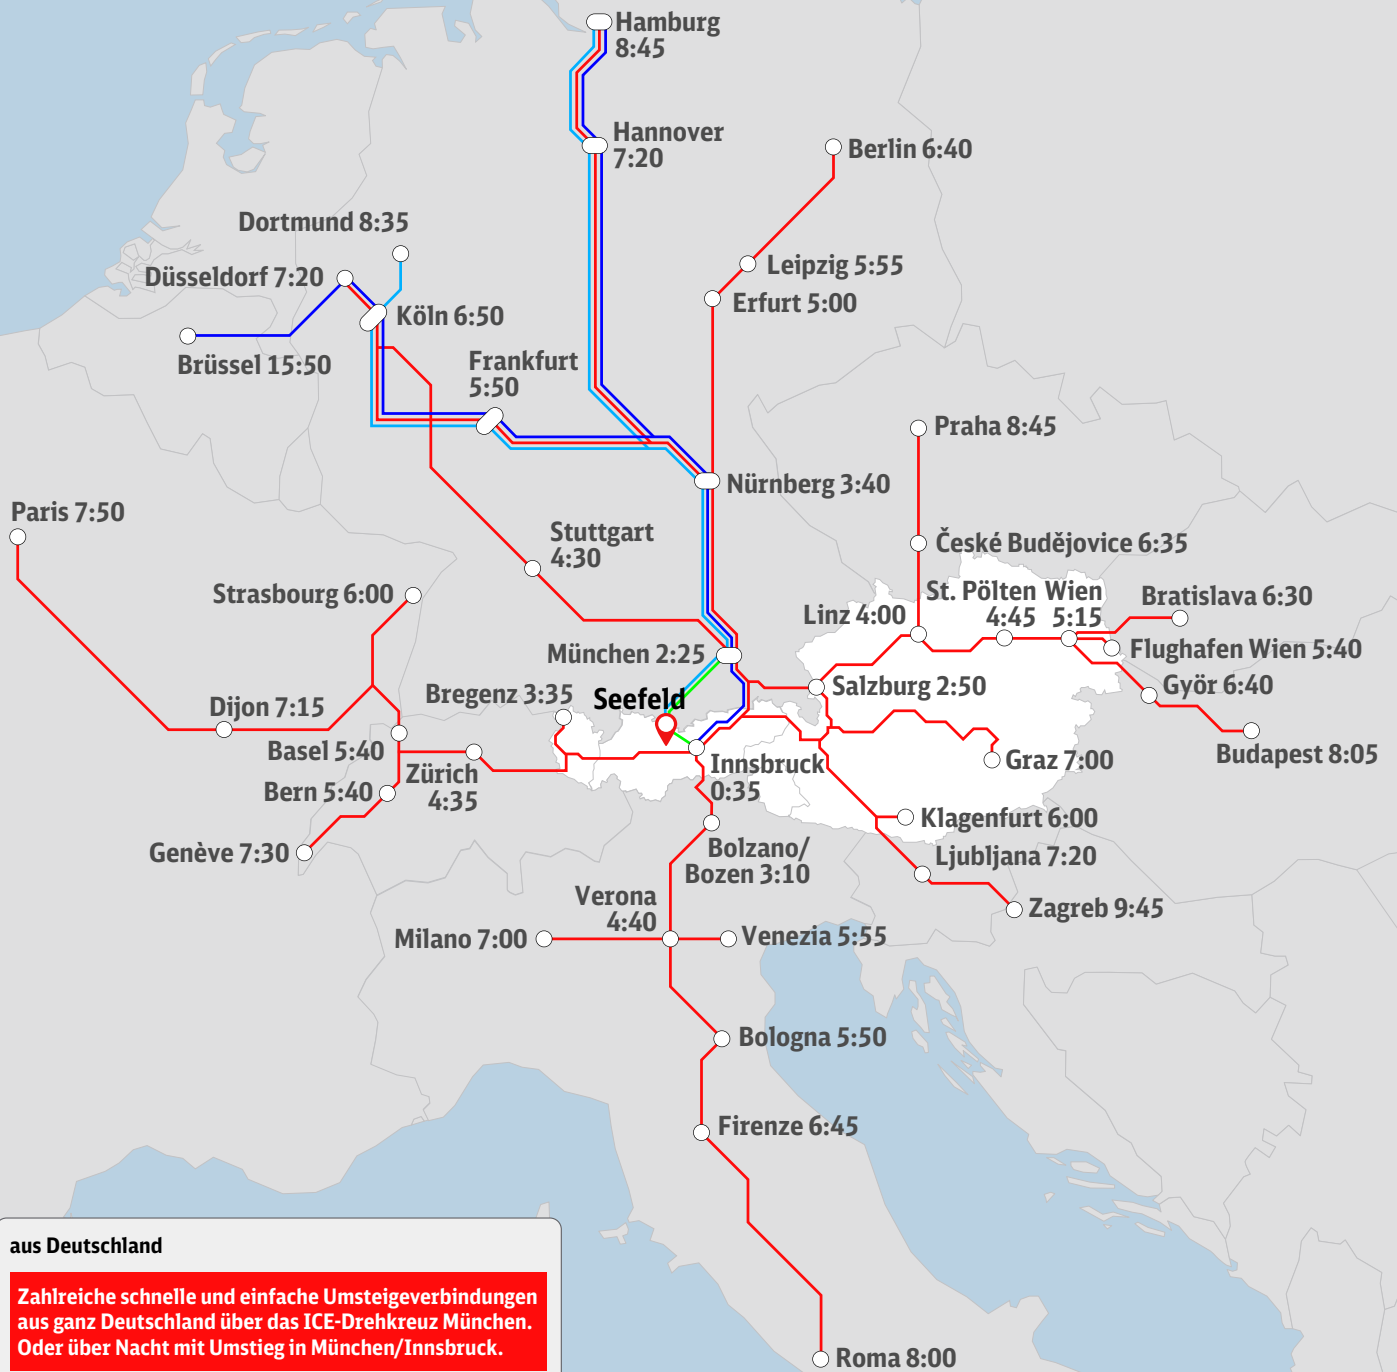 Hamburg
8:45
Hannover
7:20
Berlin 6:40
Dortmund 8:35
Leipzig 5:55
Düsseldorf 7:20
Erfurt 5:00
Köln 6:50
Brüssel 15:50
Frankfurt
5:50
Praha 8:45
Nürnberg 3:40
Paris 7:50
Stuttgart
4:30
České Budějovice 6:35
Strasbourg 6:00
St. Pölten
4:45
Wien
5:15
Bratislava 6:30
Linz 4:00
Flughafen Wien 5:40
München 2:25
Salzburg 2:50
Györ 6:40
Bregenz 3:35
Seefeld
Dijon 7:15
Basel 5:40
Budapest 8:05
Innsbruck
0:35
Graz 7:00
Zürich
4:35
Bern 5:40
Klagenfurt 6:00
Genève 7:30
Bolzano/
Bozen 3:10
Ljubljana 7:20
Verona
4:40
Zagreb 9:45
Milano 7:00
Venezia 5:55
Bologna 5:50
Firenze 6:45
aus Deutschland
Zahlreiche schnelle und einfache Umsteigeverbindungen
aus ganz Deutschland über das ICE-Drehkreuz München.
Oder über Nacht mit Umstieg in München/Innsbruck.
Roma 8:00